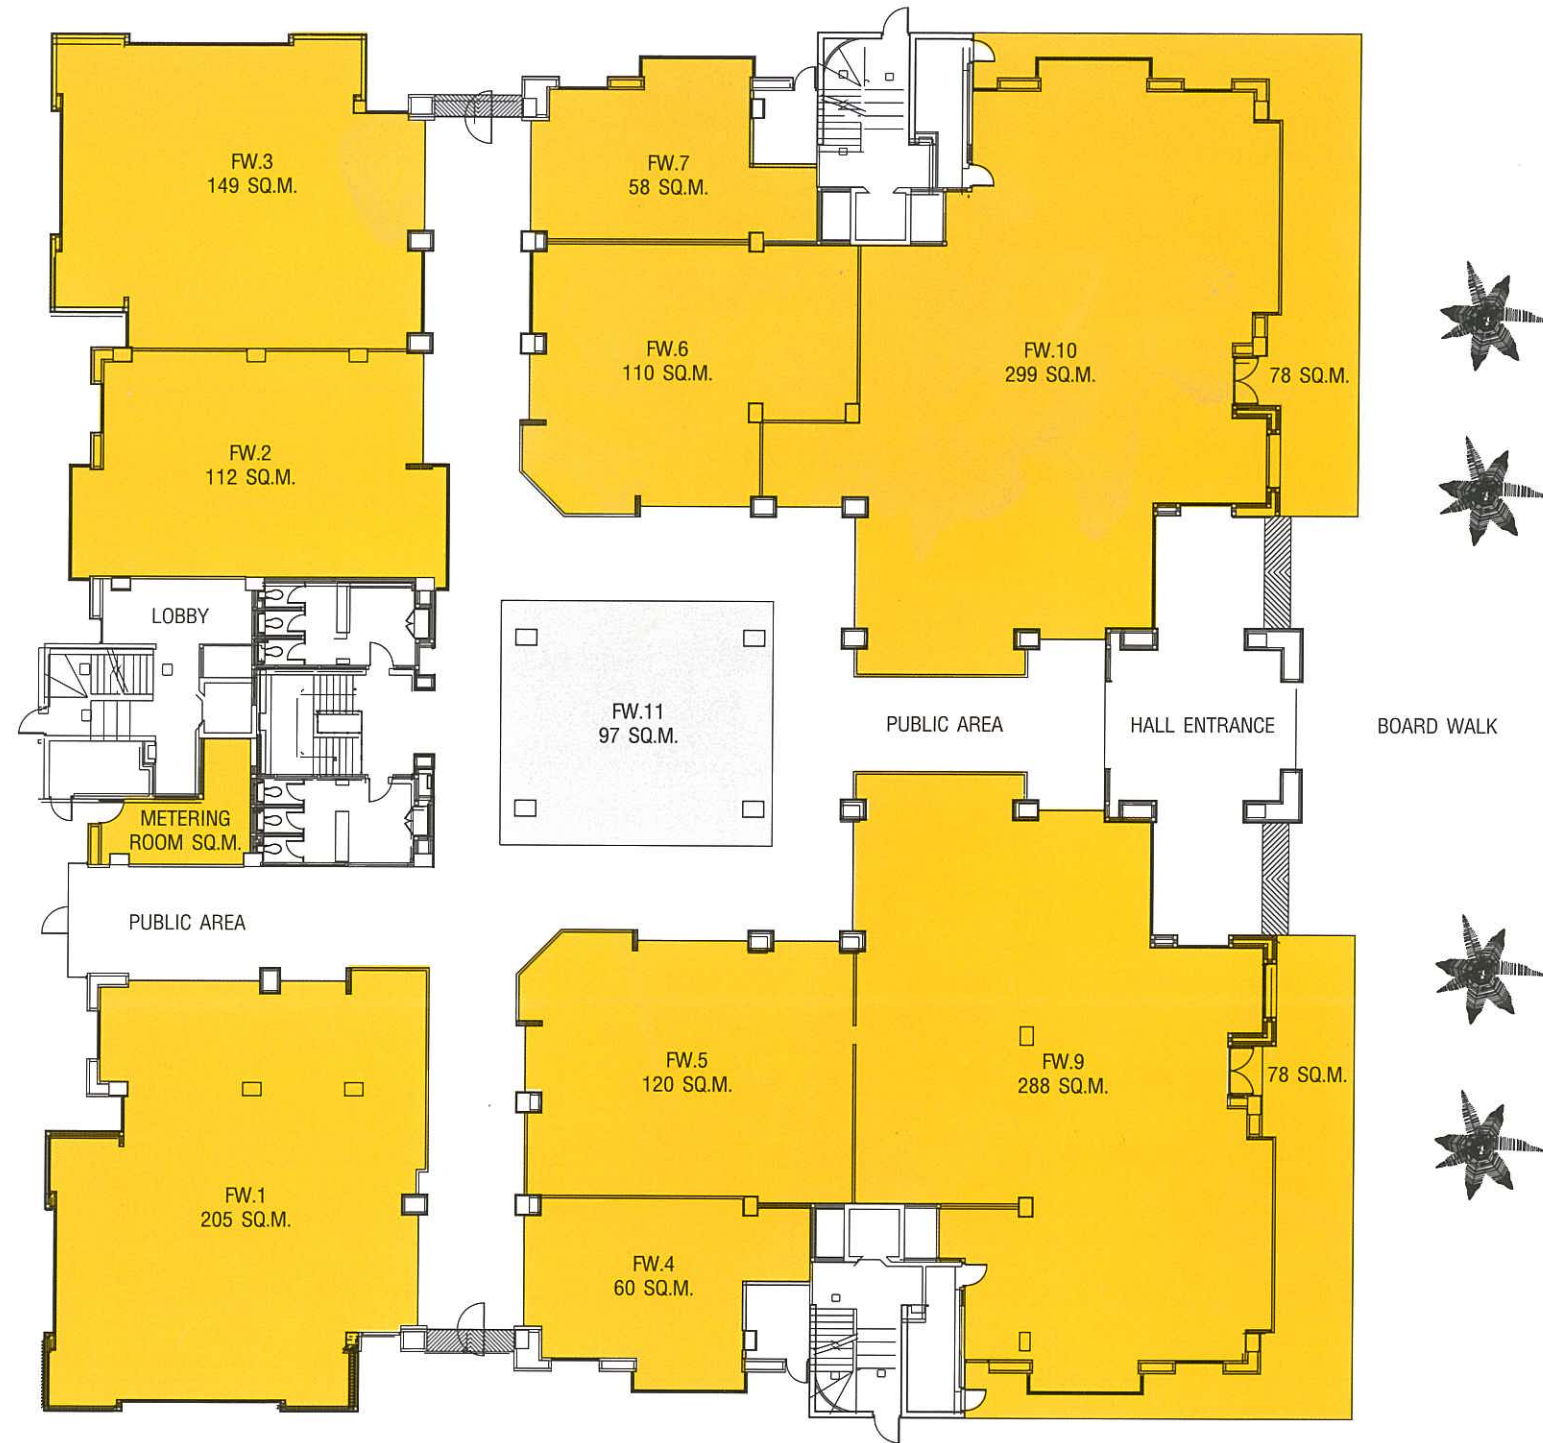 FW.3
149 SQ.M.
FW.7
58 SQ.M.
FW.6
110 SQ.M.
FW.10
299 SQ.M.
78 SQ.M.
FW.2
112 SQ.M.
LOBBY
FW.11
97 SQ.M.
PUBLIC AREA
HALL ENTRANCE
BOARD WALK
METERING
ROOM SQ.M.
PUBLIC AREA
FW.5
120 SQ.M.
FW.9
288 SQ.M.
78 SQ.M.
FW.1
205 SQ.M.
FW.4
60 SQ.M.